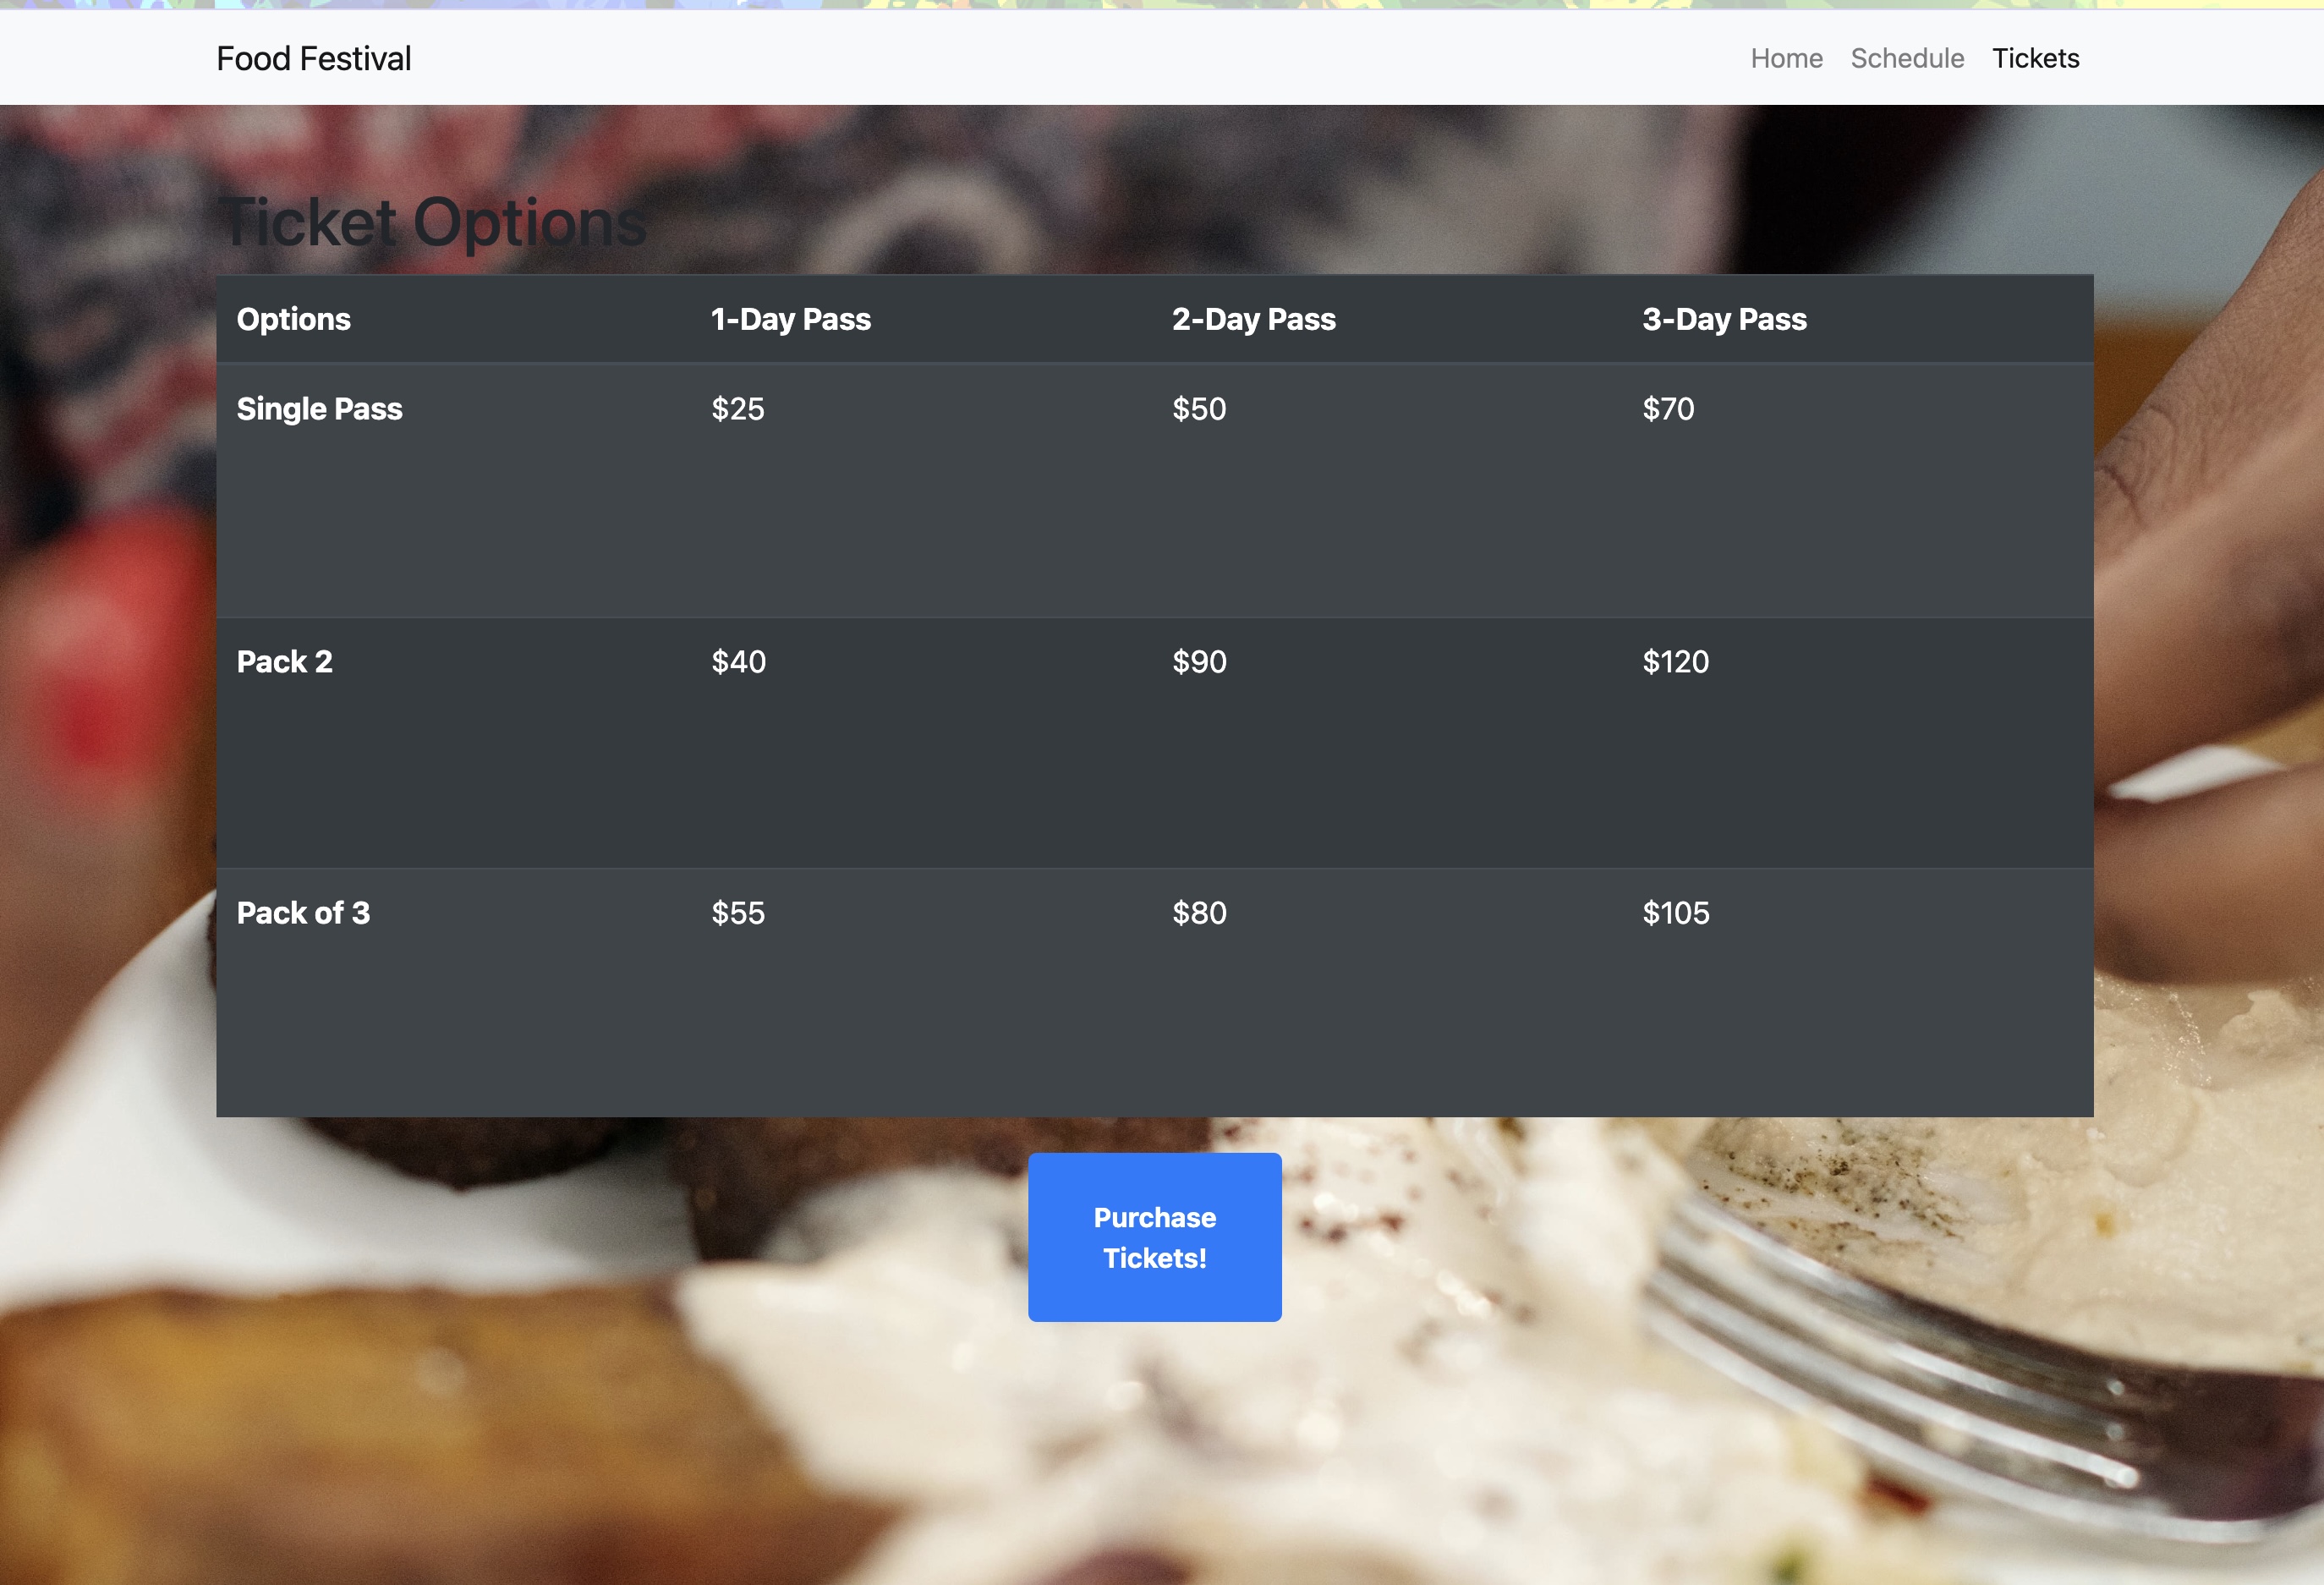 Food Festival
Home Schedule Tickets
Ticket Options
Options 1-Day Pass 2-Day Pass 3-Day Pass
Single Pass $25 $50 $70
Pack 2 $40 $90 $120
Pack of 3 $55 $80 $105
Purchase
Tickets!